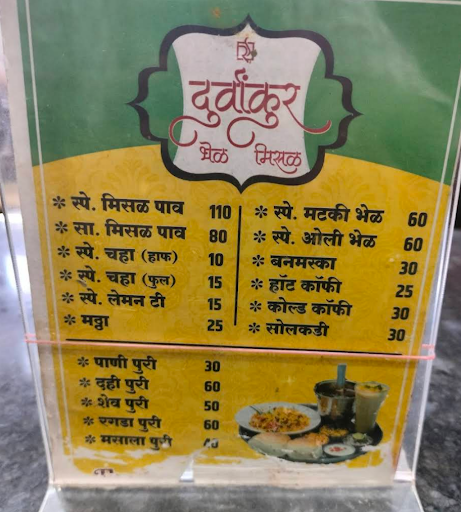 दुर्वांकुर
भेळ मिसळ
* स्पे. मिसळ पाव 110
* सा. मिसळ पाव 80
* स्पे. चहा (हाफ) 10
* स्पे. चहा (फुल) 15
* स्पे. लेमन टी 15
* मठ्ठा 25
* स्पे. मटकी भेळ 60
* स्पे. ओली भेळ 60
* बनमस्का 30
* हॉट कॉफी 25
* कोल्ड कॉफी 30
* सोलकडी 30
* पाणी पुरी 30
* दही पुरी 60
* शेव पुरी 50
* रगडा पुरी 60
* मसाला पुरी